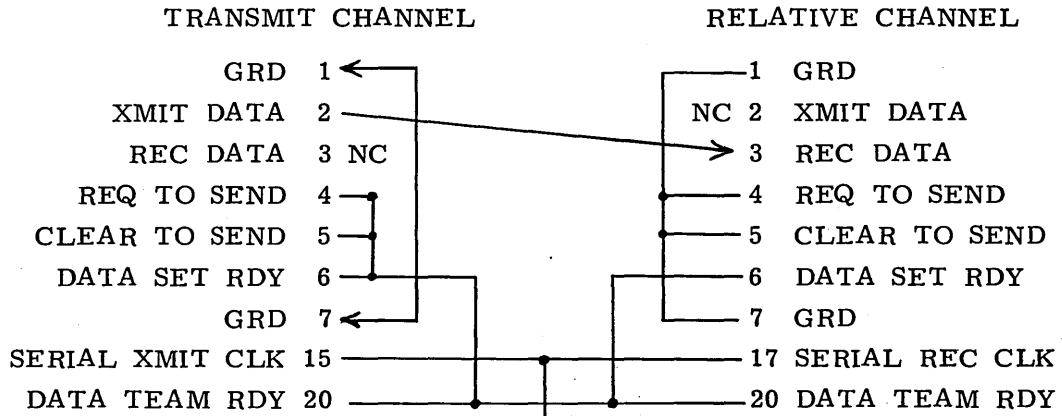 TRANSMIT CHANNEL RELATIVE CHANNEL
GRD 1 1 GRD
XMIT DATA 2 NC 2 XMIT DATA
REC DATA 3 NC 3 REC DATA
REQ TO SEND 4 4 REQ TO SEND
CLEAR TO SEND 5 5 CLEAR TO SEND
DATA SET RDY 6 6 DATA SET RDY
GRD 7 7 GRD
SERIAL XMIT CLK 15 17 SERIAL REC CLK
DATA TEAM RDY 20 20 DATA TEAM RDY